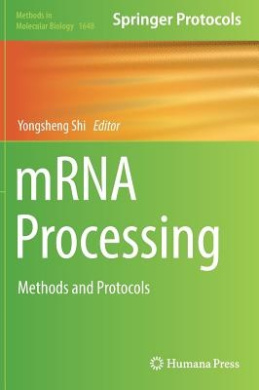 Methods in
Molecular Biology 1648
Springer Protocols
Yongsheng Shi Editor
mRNA
Processing
Methods and Protocols
Humana Press